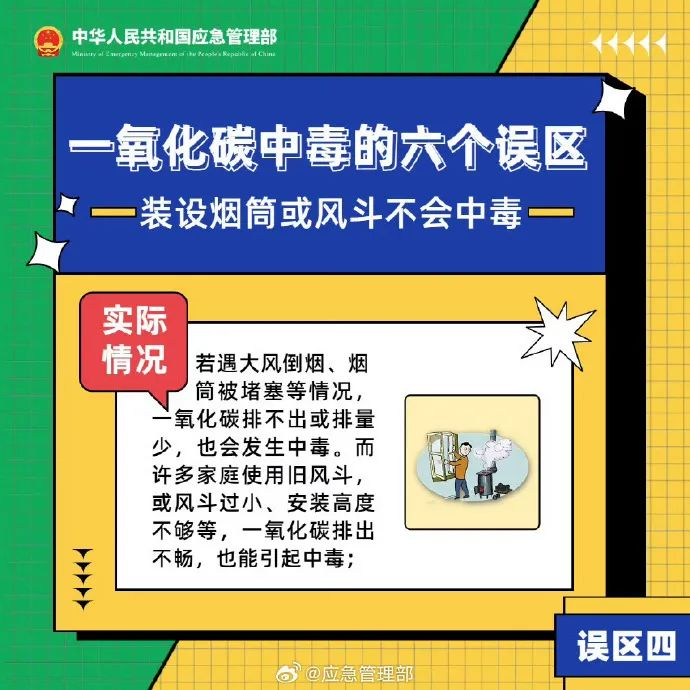 中华人民共和国应急管理部
Ministry of Emergency Management of the People's Republic of China
一氧化碳中毒的六个误区
装设烟筒或风斗不会中毒
实际
情况
若遇大风倒烟、烟
筒被堵塞等情况，
一氧化碳排不出或排量
少，也会发生中毒。而
许多家庭使用旧风斗，
或风斗过小、安装高度
不够等，一氧化碳排出
不畅，也能引起中毒；
误区四
@应急管理部